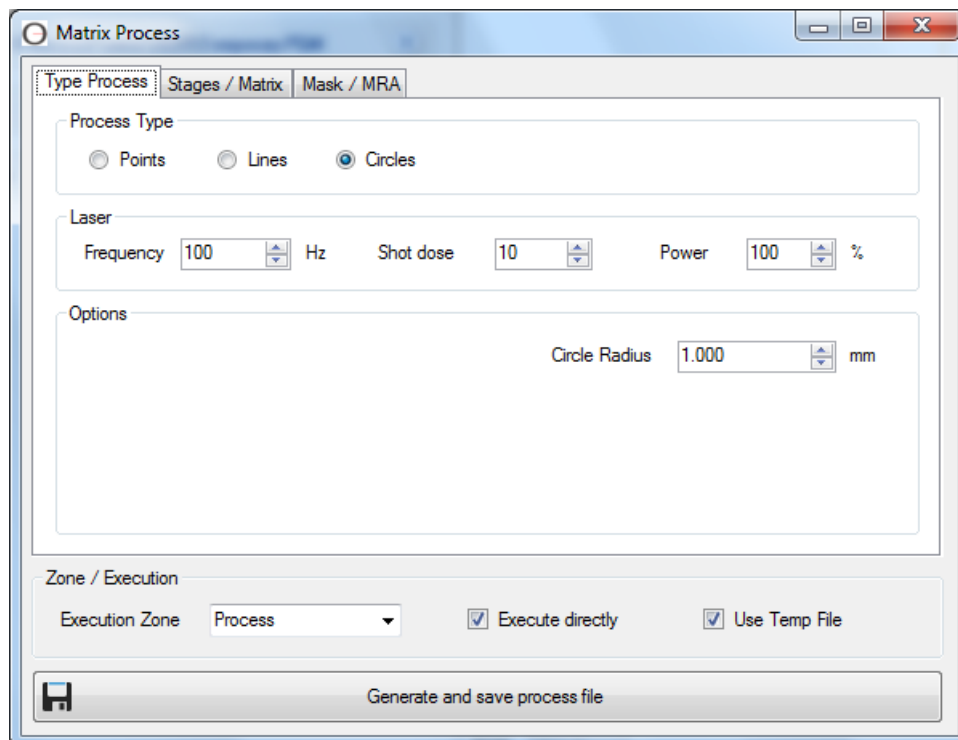 Matrix Process
Type Process Stages / Matrix Mask / MRA
Process Type
Points Lines Circles
Laser
Frequency 100 Hz Shot dose 10 Power 100 %
Options
Circle Radius 1.000 mm
Zone / Execution
Execution Zone Process Execute directly Use Temp File
Generate and save process file